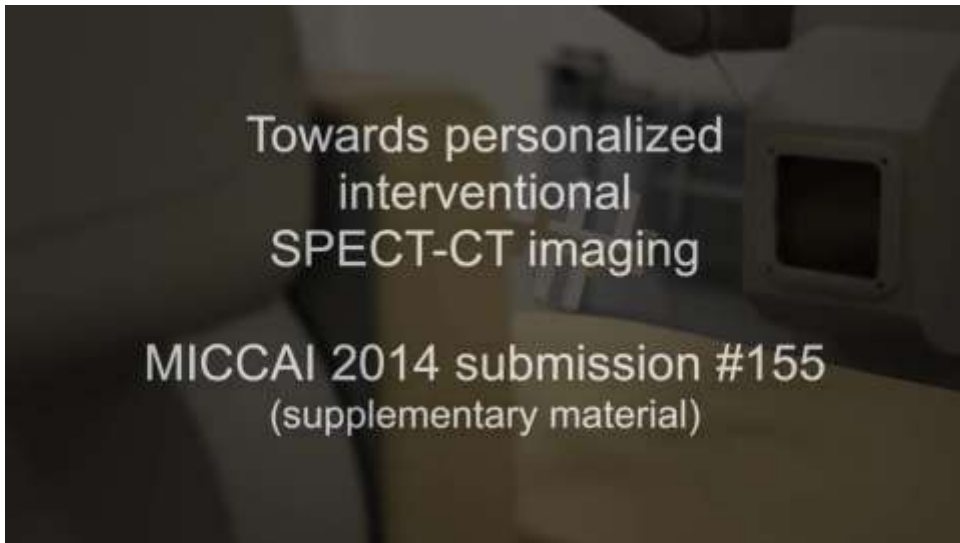 Towards personalized
interventional
SPECT-CT imaging
MICCAI 2014 submission #155
(supplementary material)